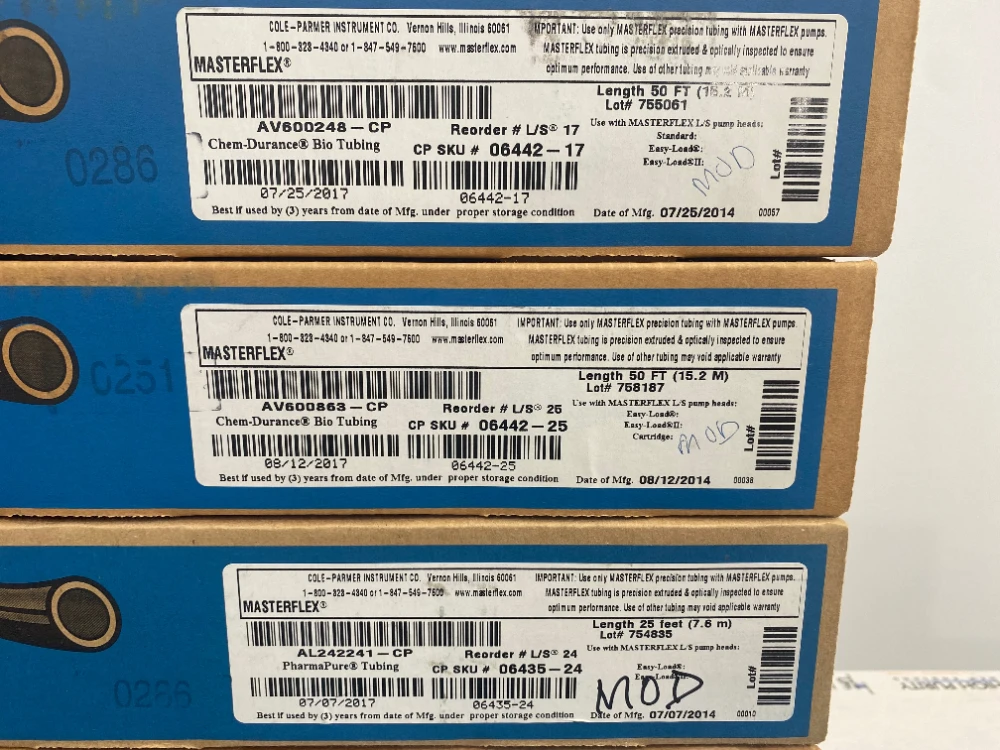 COLE-PARMER INSTRUMENT CO. Vernon Hills, Illinois 60061
1-800-323-4340 or 1-847-549-7600 www.masterflex.com
MASTERFLEX®
IMPORTANT: Use only MASTERFLEX precision tubing with MASTERFLEX pumps.
MASTERFLEX tubing is precision extruded & optically inspected to ensure
optimum performance. Use of other tubing may void applicable warranty
Length 50 FT (15.2 M)
Lot# 755061
AV600248-CP
Reorder # L/S® 17
Chem-Durance® Bio Tubing
CP SKU # 06442-17
Use with MASTERFLEX L/S pump heads:
Standard:
Easy-Load®:
Easy-Load®II:
MOD
Lot#
0286
07/25/2017
06442-17
Best if used by (3) years from date of Mfg. under proper storage condition
Date of Mfg. 07/25/2014
00057
COLE-PARMER INSTRUMENT CO. Vernon Hills, Illinois 60061
1-800-323-4340 or 1-847-549-7600 www.masterflex.com
MASTERFLEX®
IMPORTANT: Use only MASTERFLEX precision tubing with MASTERFLEX pumps.
MASTERFLEX tubing is precision extruded & optically inspected to ensure
optimum performance. Use of other tubing may void applicable warranty
Length 50 FT (15.2 M)
Lot# 758187
AV600863-CP
Reorder # L/S® 25
Chem-Durance® Bio Tubing
CP SKU # 06442-25
Use with MASTERFLEX L/S pump heads:
Easy-Load®:
Easy-Load®II:
Cartridge:
MOD
Lot#
0251
08/12/2017
06442-25
Best if used by (3) years from date of Mfg. under proper storage condition
Date of Mfg. 08/12/2014
00036
COLE-PARMER INSTRUMENT CO. Vernon Hills, Illinois 60061
1-800-323-4340 or 1-847-549-7600 www.masterflex.com
MASTERFLEX®
IMPORTANT: Use only MASTERFLEX precision tubing with MASTERFLEX pumps.
MASTERFLEX tubing is precision extruded & optically inspected to ensure
optimum performance. Use of other tubing may void applicable warranty
Length 25 feet (7.6 m)
Lot# 754835
AL242241-CP
Reorder # L/S® 24
PharmaPure® Tubing
CP SKU # 06435-24
Use with MASTERFLEX L/S pump heads:
Easy-Load®:
Easy-Load®II:
MOD
Lot#
0266
07/07/2017
06435-24
Best if used by (3) years from date of Mfg. under proper storage condition
Date of Mfg. 07/07/2014
00010